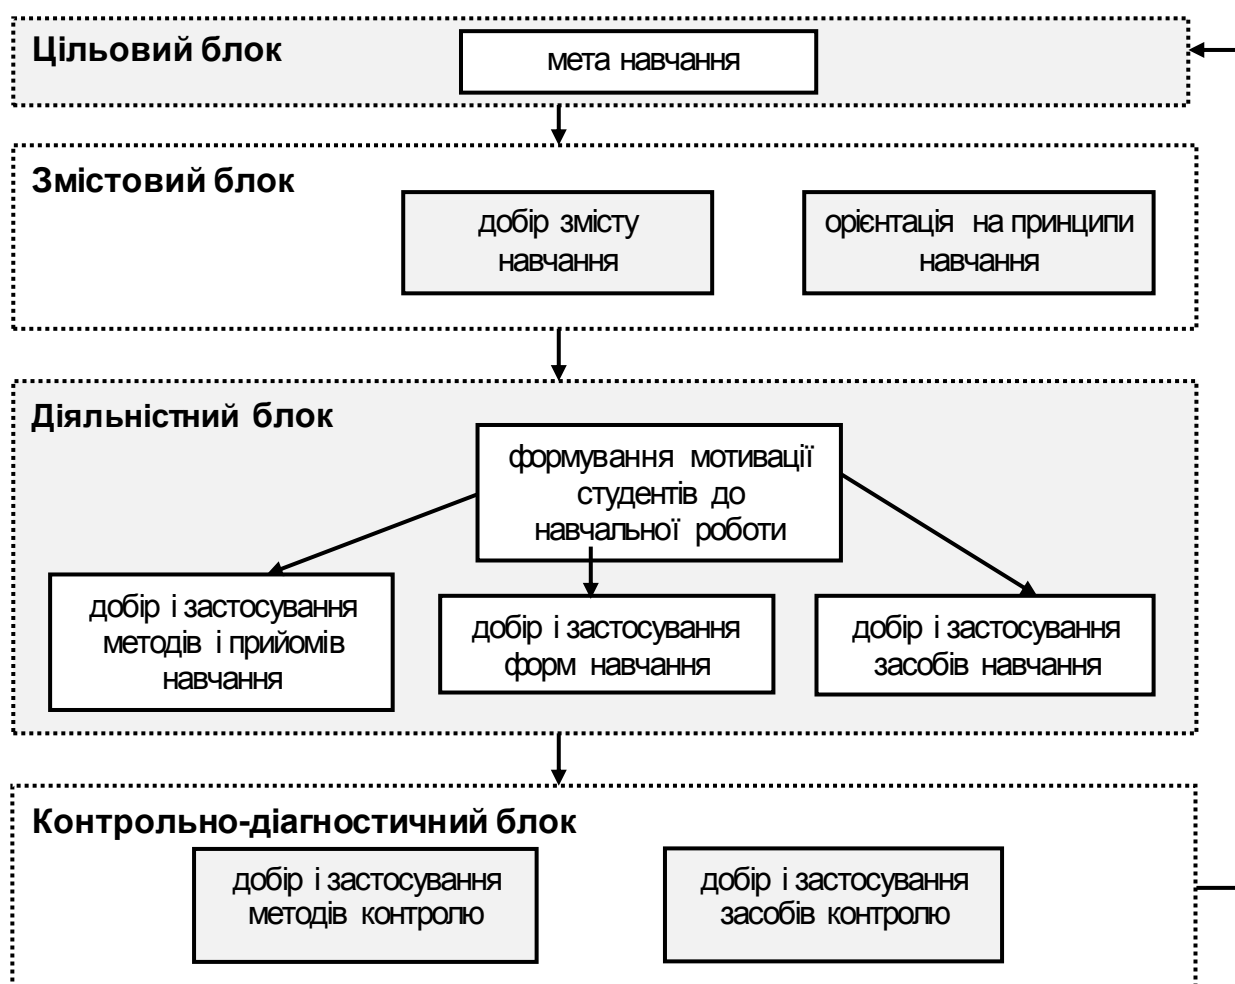 Цільовий блок
мета навчання
Змістовий блок
добір змісту
навчання
орієнтація на принципи
навчання
Діяльністний блок
формування мотивації
студентів до
навчальної роботи
добір і застосування
методів і прийомів
навчання
добір і застосування
форм навчання
добір і застосування
засобів навчання
Контрольно-діагностичний блок
добір і застосування
методів контролю
добір і застосування
засобів контролю